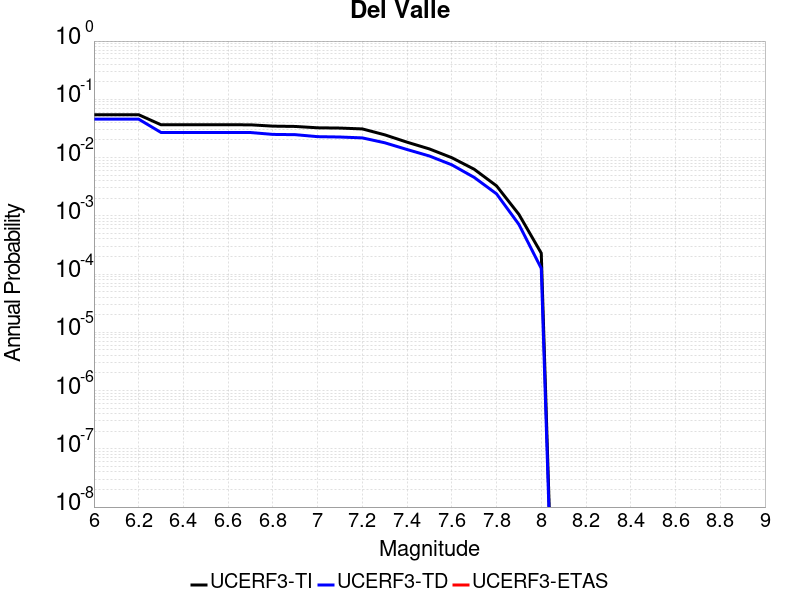 Del Valle
10^0
10^-1
10^-2
10^-3
10^-4
10^-5
10^-6
10^-7
10^-8
Annual Probability
6 6.2 6.4 6.6 6.8 7 7.2 7.4 7.6 7.8 8 8.2 8.4 8.6 8.8 9
Magnitude
UCERF3-TI UCERF3-TD UCERF3-ETAS